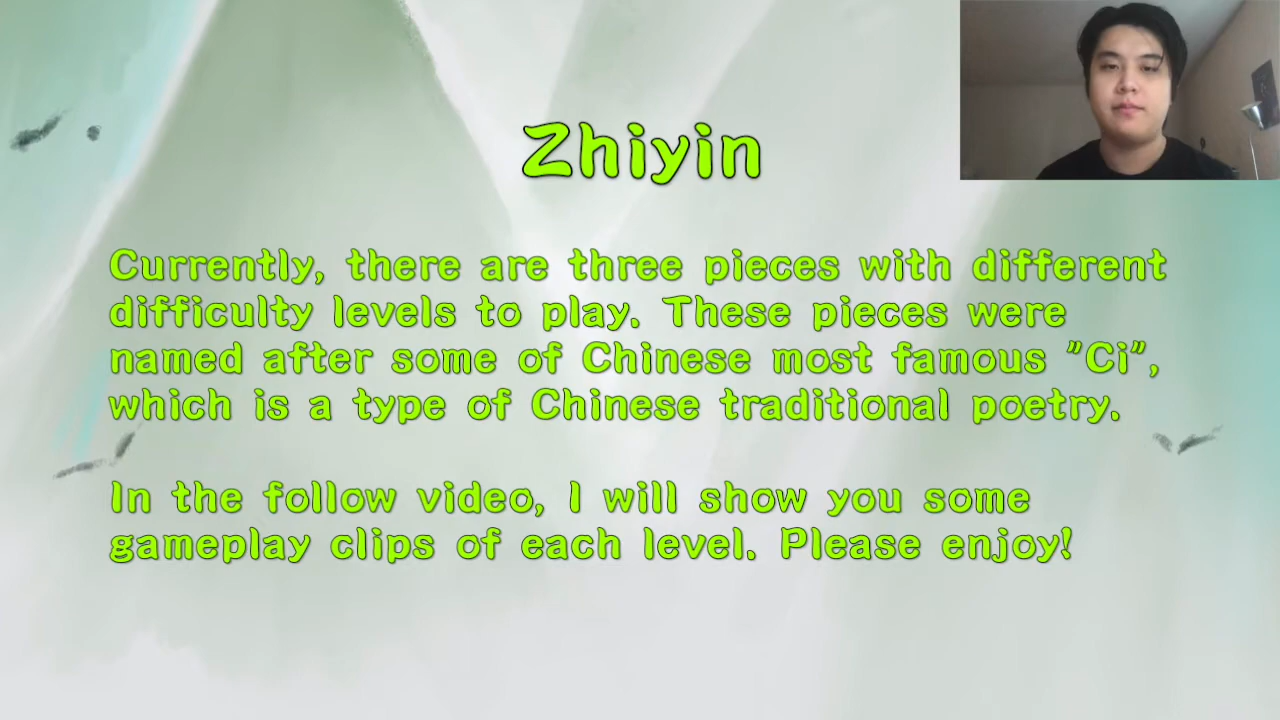 Zhiyin
Currently, there are three pieces with different
difficulty levels to play. These pieces were
named after some of Chinese most famous "Ci",
which is a type of Chinese traditional poetry.
In the follow video, I will show you some
gameplay clips of each level. Please enjoy!